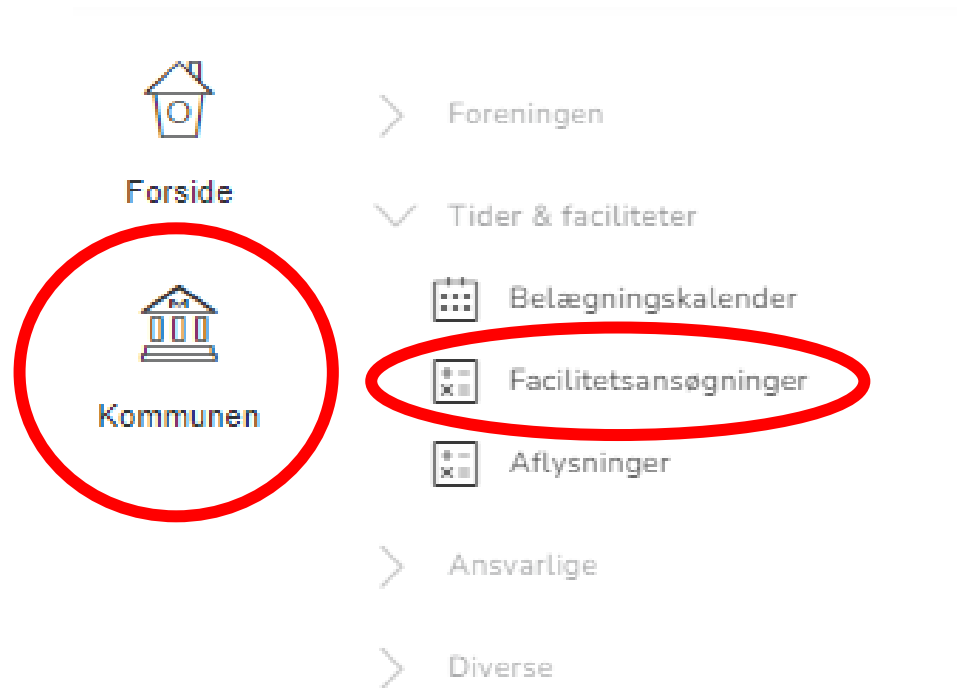 Forside
Kommunen
Foreningen
Tider & faciliteter
Belægningskalender
Facilitetsansøgninger
Aflysninger
Ansvarlige
Diverse